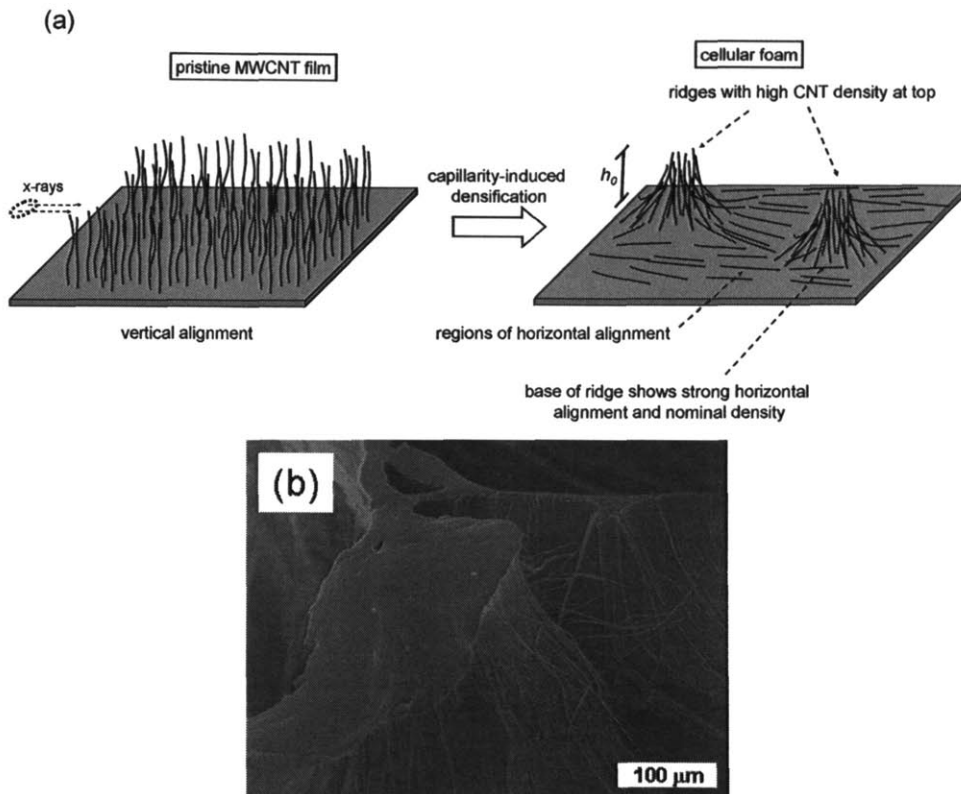 (a)
pristine MWCNT film
cellular foam
ridges with high CNT density at top
x-rays
capillarity-induced
densification
h₀
vertical alignment
regions of horizontal alignment
base of ridge shows strong horizontal
alignment and nominal density
(b)
100 μm